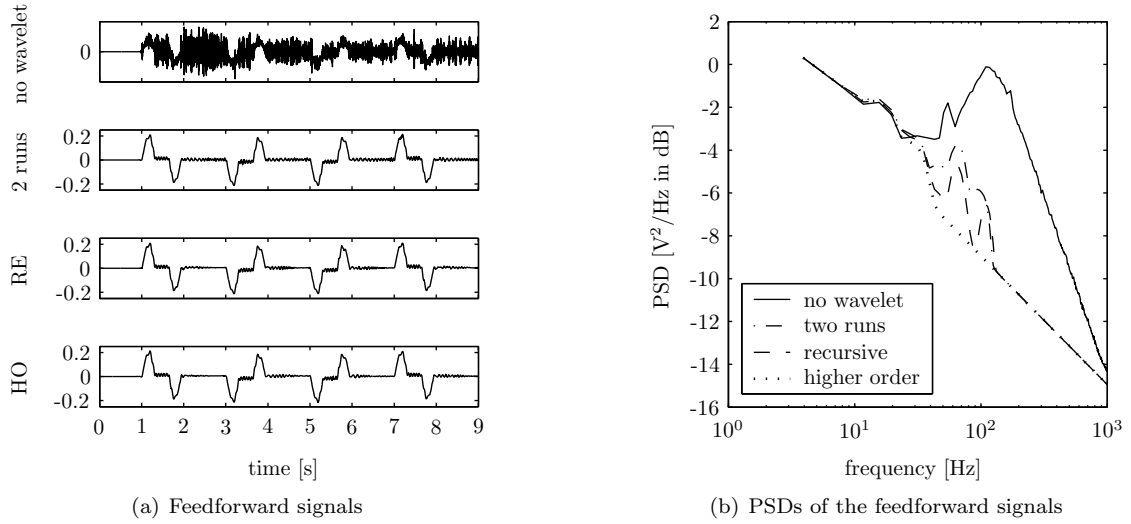 no wavelet
0
2 runs
0.2
0
-0.2
RE
0.2
0
-0.2
HO
0.2
0
-0.2
0 1 2 3 4 5 6 7 8 9
time [s]
(a) Feedforward signals
PSD [V²/Hz in dB]
2
0
-2
-4
-6
-8
-10
-12
-14
-16
no wavelet
two runs
recursive
higher order
10⁰ 10¹ 10² 10³
frequency [Hz]
(b) PSDs of the feedforward signals